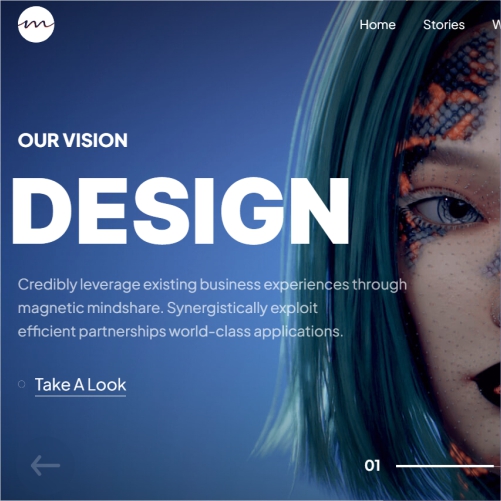 m
Home Stories W
OUR VISION
DESIGN
Credibly leverage existing business experiences through
magnetic mindshare. Synergistically exploit
efficient partnerships world-class applications.
Take A Look
01